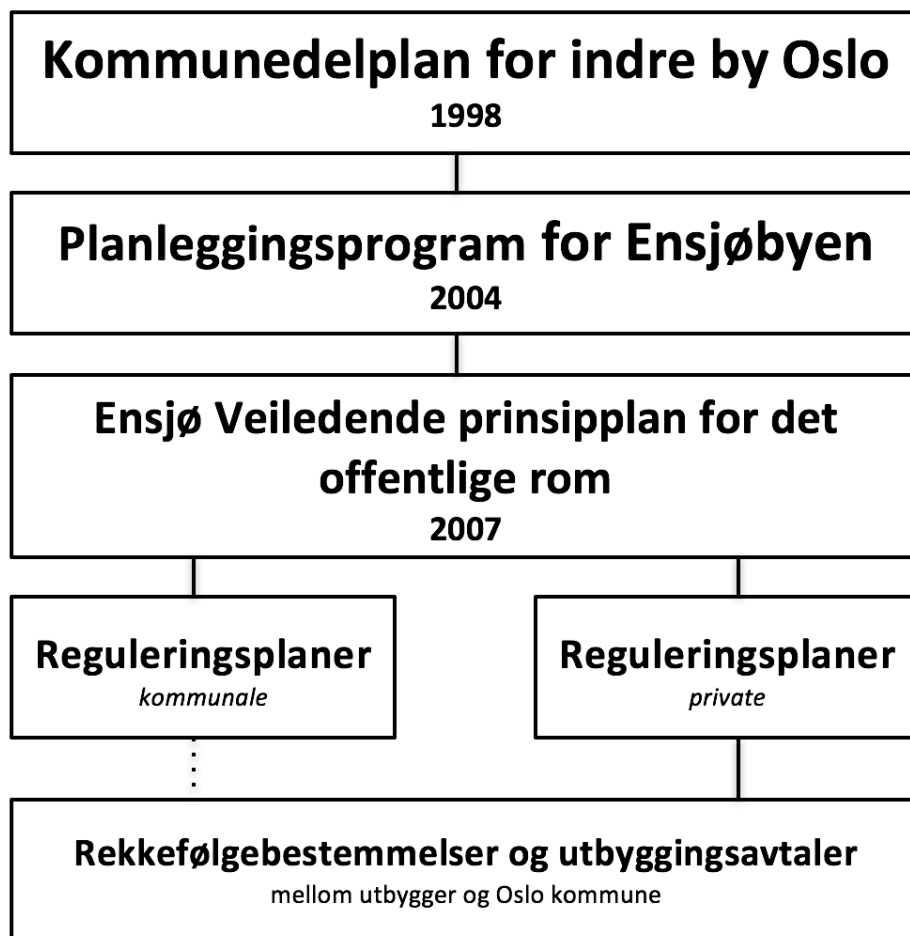 Kommunedelplan for indre by Oslo
1998
Planleggingsprogram for Ensjøbyen
2004
Ensjø Veiledende prinsipplan for det
offentlige rom
2007
Reguleringsplaner
kommunale
Reguleringsplaner
private
Rekkefølgebestemmelser og utbyggingsavtaler
mellom utbygger og Oslo kommune